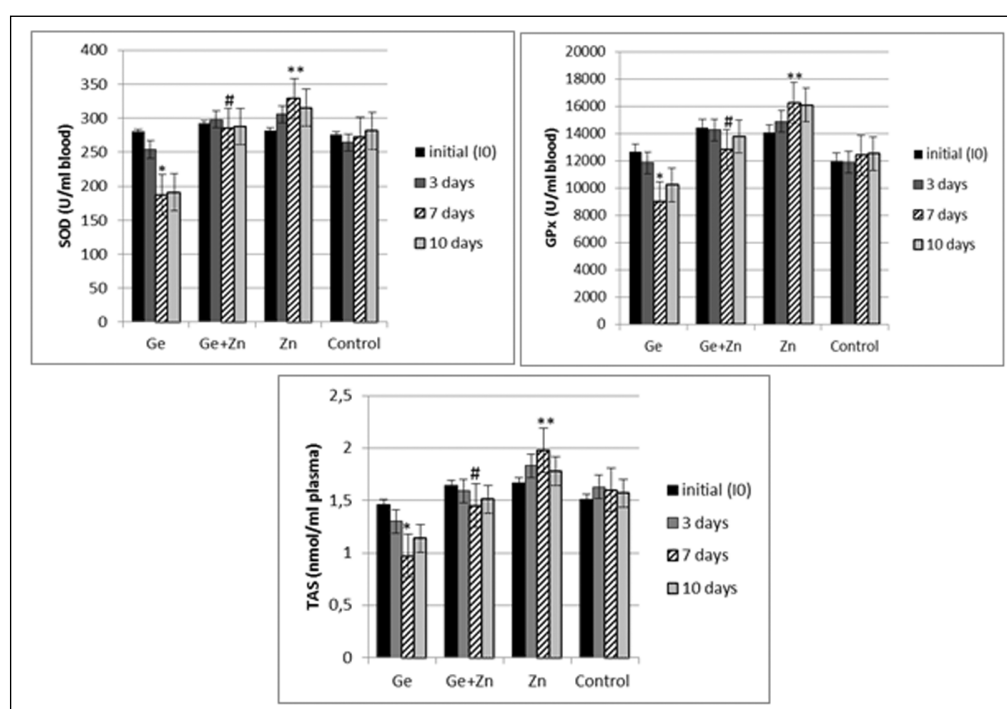 SOD (U/ml blood)
400
350
300
250
200
150
100
50
0
*
#
**
Ge
Ge+Zn
Zn
Control
initial (I0)
3 days
7 days
10 days
GPx (U/ml blood)
20000
18000
16000
14000
12000
10000
8000
6000
4000
2000
0
*
#
**
Ge
Ge+Zn
Zn
Control
initial (I0)
3 days
7 days
10 days
TAS (nmol/ml plasma)
2,5
2
1,5
1
0,5
0
*
#
**
Ge
Ge+Zn
Zn
Control
initial (I0)
3 days
7 days
10 days